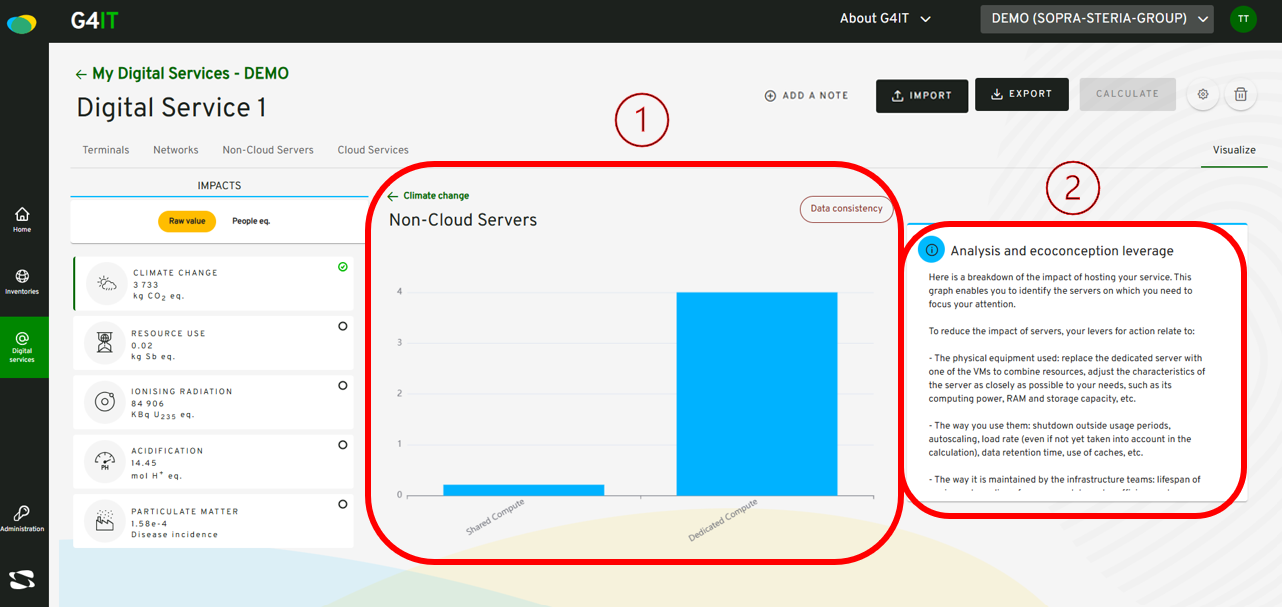 G4IT
About G4IT
DEMO (SOPRA-STERIA-GROUP)
TT
My Digital Services - DEMO
Digital Service 1
ADD A NOTE
IMPORT
EXPORT
CALCULATE
Terminals
Networks
Non-Cloud Servers
Cloud Services
Visualize
1
2
Home
Inventories
Digital
services
Administration
IMPACTS
Raw value
People eq.
CLIMATE CHANGE
3 733
kg CO2 eq.
RESOURCE USE
0.02
kg Sb eq.
IONISING RADIATION
84 906
KBq U235 eq.
PH
ACIDIFICATION
14.45
mol H+ eq.
PARTICULATE MATTER
1.58e-4
Disease incidence
Climate change
Non-Cloud Servers
Data consistency
4
3
2
1
0
Shared Compute
Dedicated Compute
Analysis and ecoconception leverage
Here is a breakdown of the impact of hosting your service. This
graph enables you to identify the servers on which you need to
focus your attention.
To reduce the impact of servers, your levers for action relate to:
- The physical equipment used: replace the dedicated server with
one of the VMs to combine resources, adjust the characteristics of
the server as closely as possible to your needs, such as its
computing power, RAM and storage capacity, etc.
- The way you use them: shutdown outside usage periods,
autoscaling, load rate (even if not yet taken into account in the
calculation), data retention time, use of caches, etc.
- The way it is maintained by the infrastructure teams: lifespan of